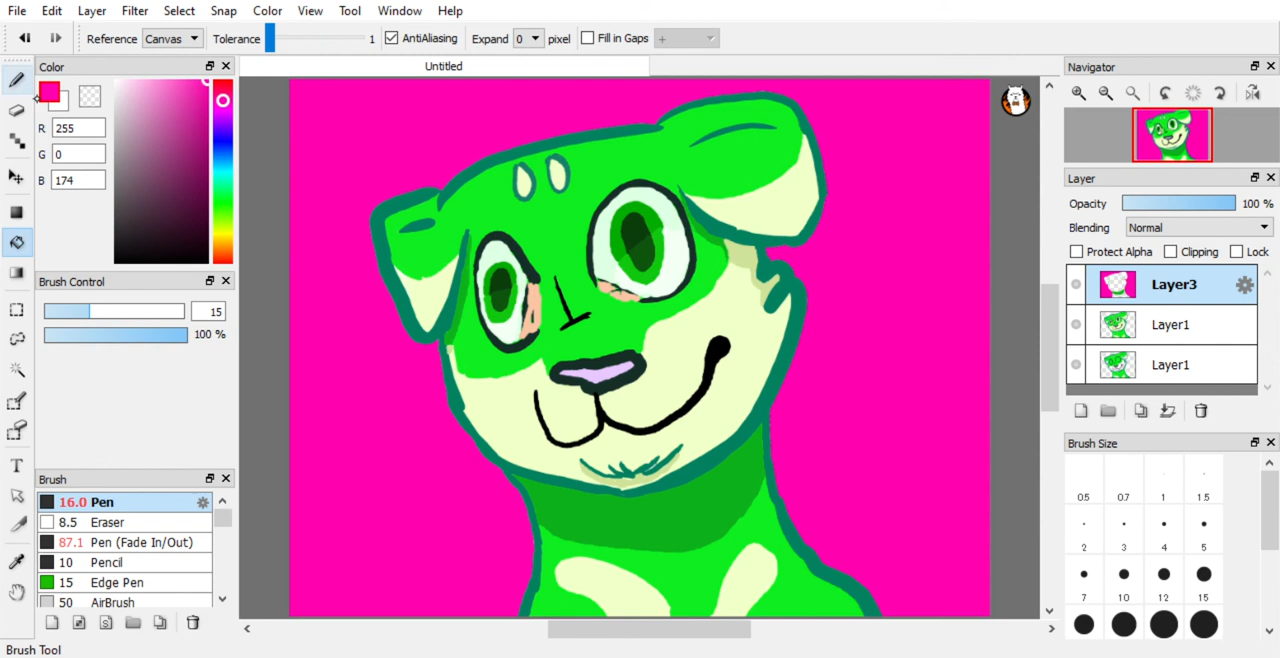 File Edit Layer Filter Select Snap Color View Tool Window Help
Reference Canvas Tolerance 1 AntiAliasing Expand 0 pixel Fill in Gaps +
Color
Untitled
Navigator
R 255
G 0
B 174
Layer
Opacity 100 %
Blending Normal
Protect Alpha Clipping Lock
Brush Control
15
100 %
Layer3
Layer1
Layer1
Brush Size
Brush
16.0 Pen
8.5 Eraser
87.1 Pen (Fade In/Out)
10 Pencil
15 Edge Pen
50 AirBrush
0.5 0.7 1 1.5
2 3 4 5
7 10 12 15
T
Brush Tool